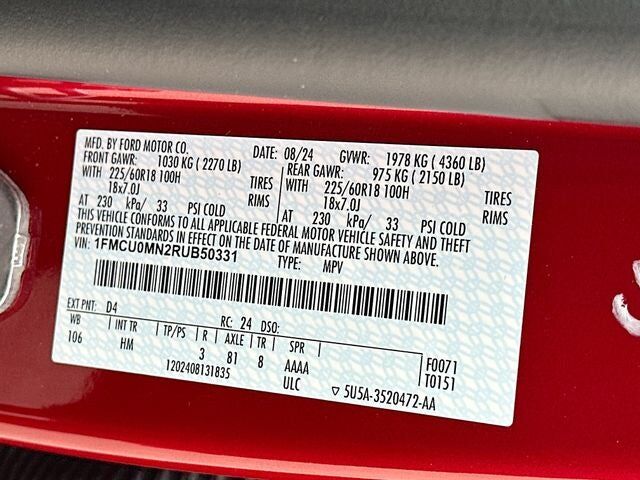 MFD. BY FORD MOTOR CO. DATE: 08/24 GVWR: 1978 KG ( 4360 LB)
FRONT GAWR: 1030 KG ( 2270 LB) REAR GAWR: 975 KG ( 2150 LB)
WITH 225/60R18 100H TIRES WITH 225/60R18 100H TIRES
18x7.0J RIMS 18x7.0J RIMS
AT 230 kPa/ 33 PSI COLD AT 230 kPa/ 33 PSI COLD
THIS VEHICLE CONFORMS TO ALL APPLICABLE FEDERAL MOTOR VEHICLE SAFETY AND THEFT
PREVENTION STANDARDS IN EFFECT ON THE DATE OF MANUFACTURE SHOWN ABOVE.
VIN: 1FMCU0MN2RUB50331
TYPE: MPV
EXT PNT: D4 RC: 24 DSO:
WB INT TR TP/PS R AXLE TR SPR
106 HM 3 81 8 AAAA F0071
1202408131835 ULC T0151
▽ 5U5A-3520472-AA